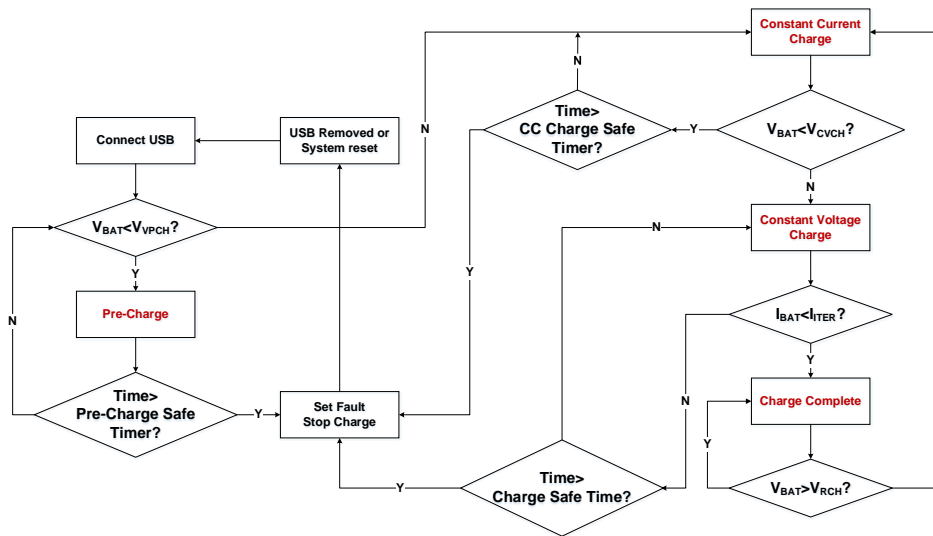 Constant Current
Charge
N
Time>
CC Charge Safe
Timer?
Y
VBAT<VCVCH?
N
Connect USB
USB Removed or
System reset
N
VBAT<VVPCH?
Y
Pre-Charge
N
Time>
Pre-Charge Safe
Timer?
Y
Set Fault
Stop Charge
Y
N
Constant Voltage
Charge
IBAT<IITER?
Y
N
Charge Complete
Y
VBAT>VRCH?
Time>
Charge Safe Time?
Y